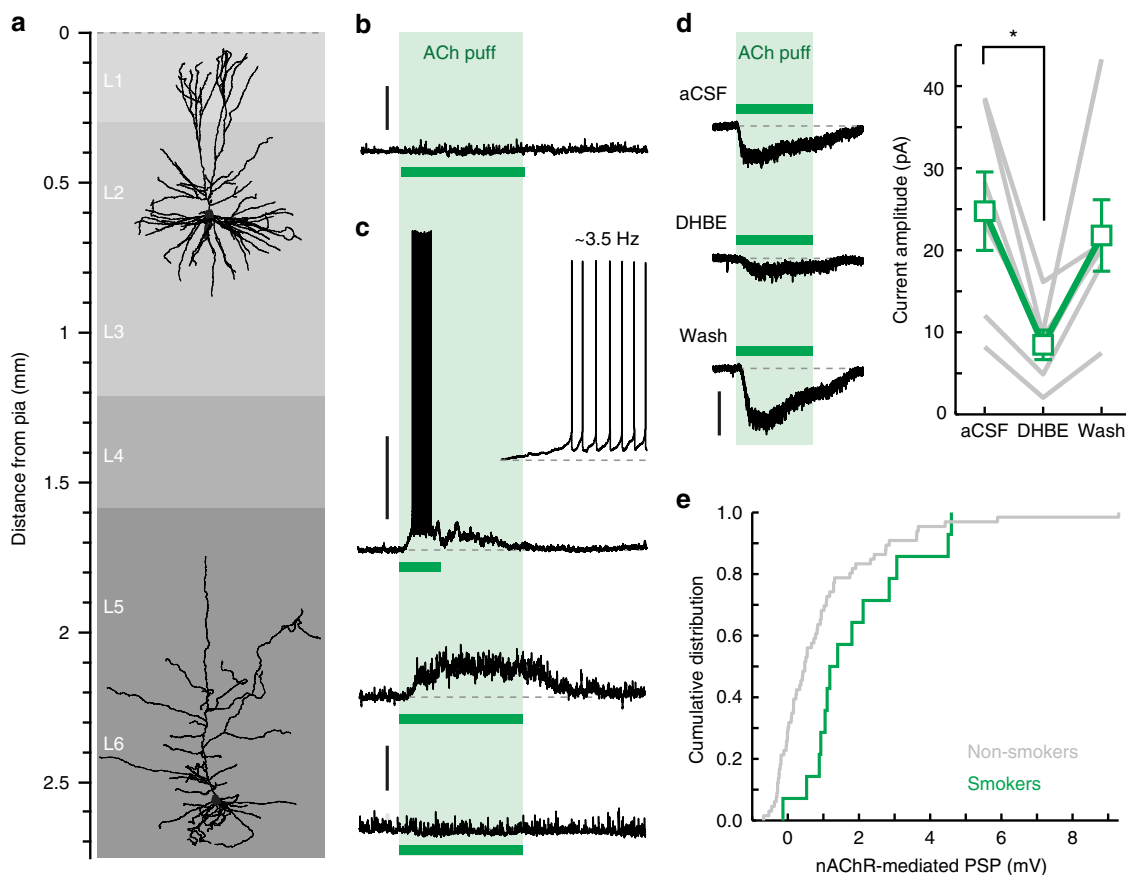 a
Distance from pia (mm)
0
0.5
1
1.5
2
2.5
L1
L2
L3
L4
L5
L6
b
ACh puff
c
~3.5 Hz
d
ACh puff
aCSF
DHBE
Wash
*
Current amplitude (pA)
40
30
20
10
0
aCSF DHBE Wash
e
Cumulative distribution
1.0
0.8
0.6
0.4
0.2
0.0
Non-smokers
Smokers
0 2 4 6 8
nAChR-mediated PSP (mV)